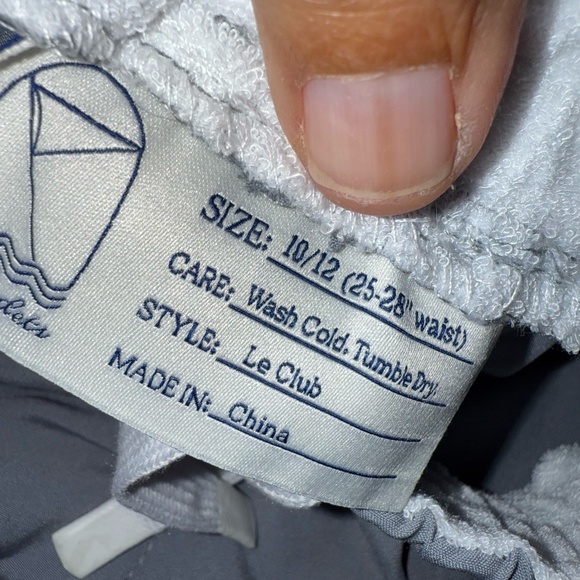 SIZE: 10/12 (25-28" waist)
CARE: Wash Cold. Tumble Dry.
STYLE: Le Club
MADE IN: China